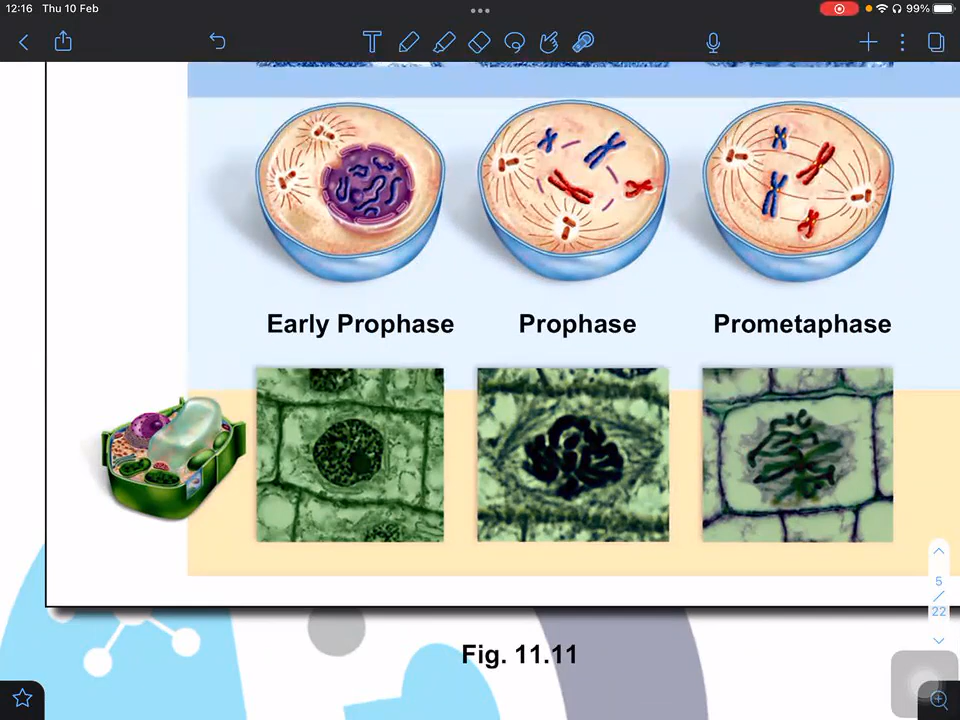 12:16 Thu 10 Feb
99%
T
Early Prophase
Prophase
Prometaphase
5
/
22
Fig. 11.11